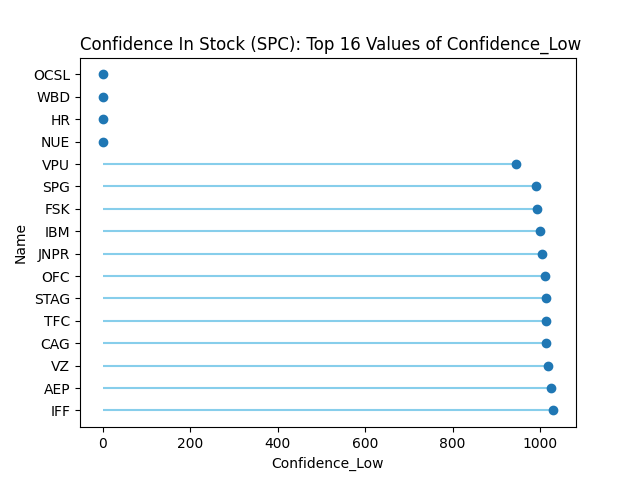 Confidence In Stock (SPC): Top 16 Values of Confidence_Low
OCSL
WBD
HR
NUE
VPU
SPG
FSK
IBM
JNPR
OFC
STAG
TFC
CAG
VZ
AEP
IFF
Name
0 200 400 600 800 1000
Confidence_Low